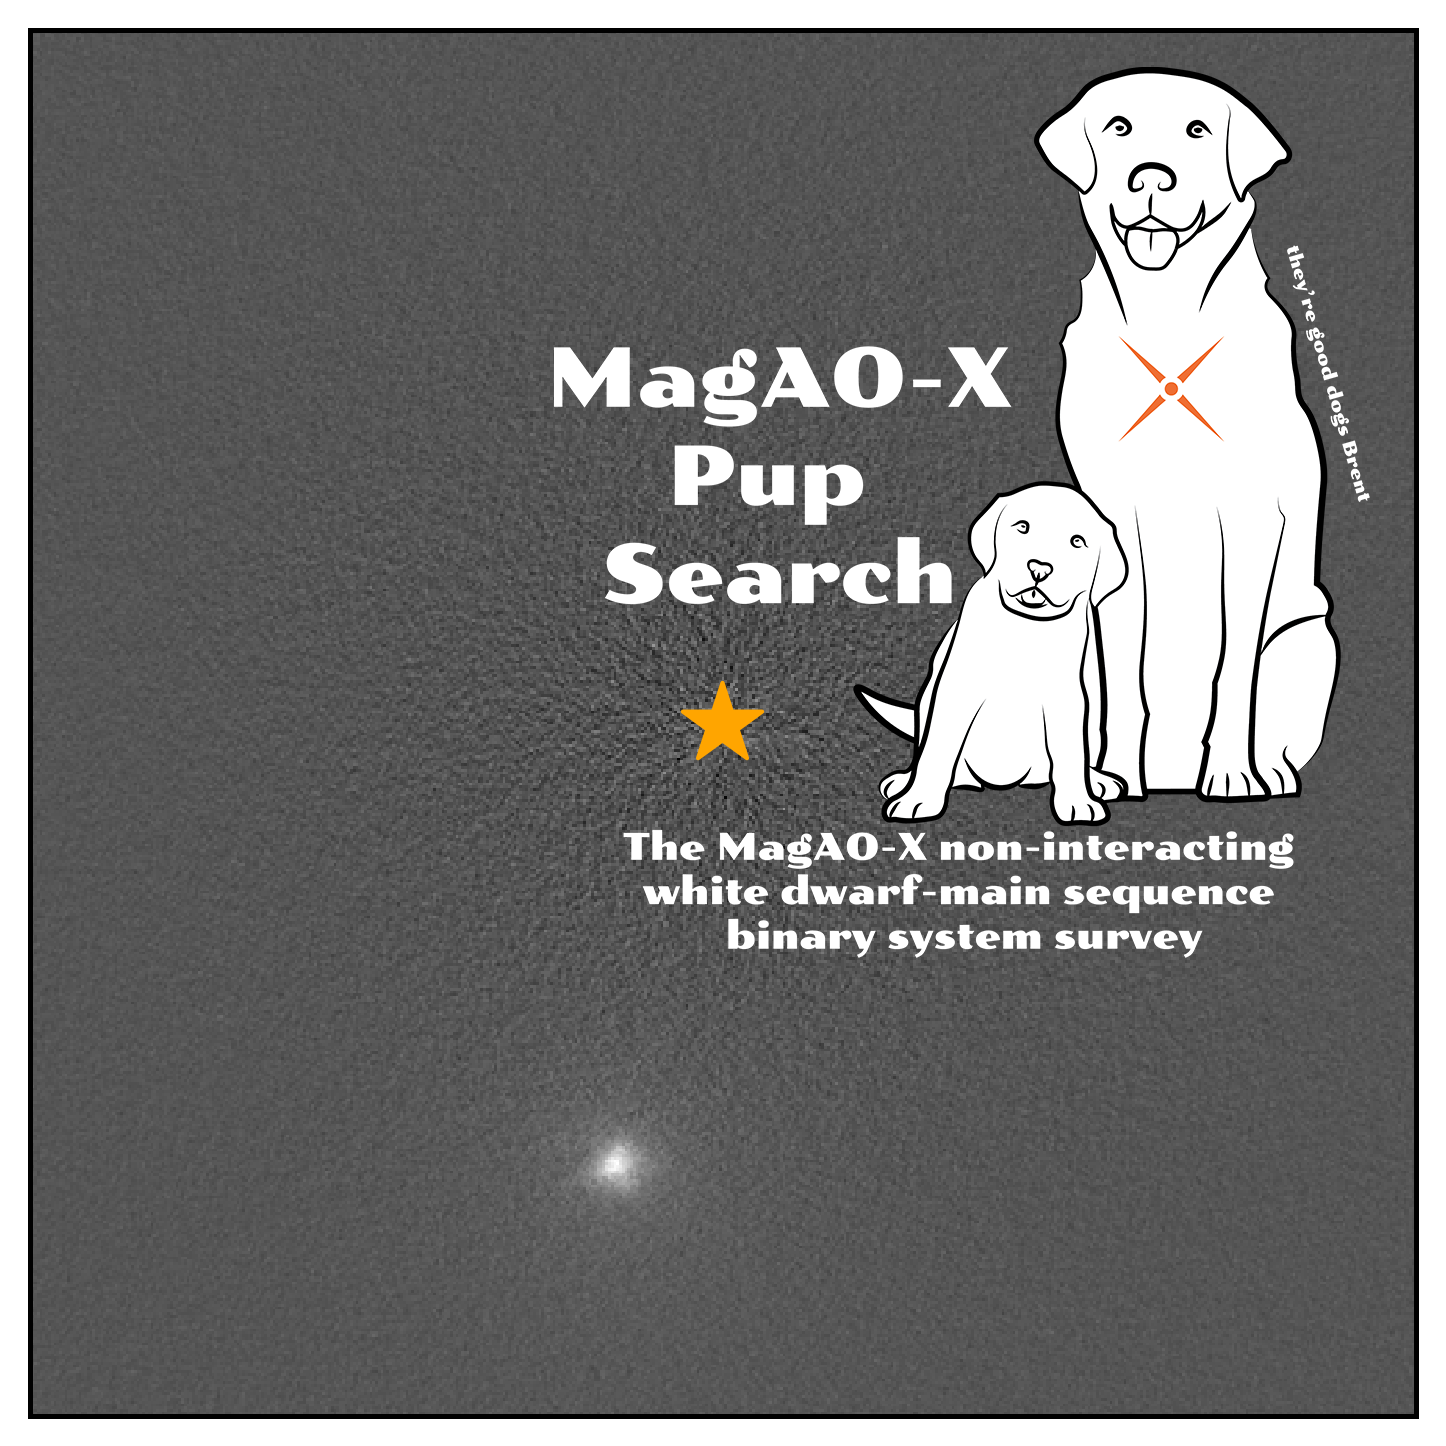 MagAO-X
Pup
Search
they're good dogs Brent
The MagAO-X non-interacting
white dwarf-main sequence
binary system survey